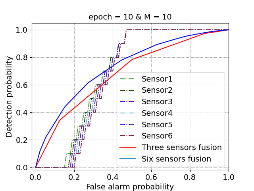 epoch = 10 & M = 10
1.0
0.8
0.6
0.4
0.2
0.0
Detection probability
Sensor1
Sensor2
Sensor3
Sensor4
Sensor5
Sensor6
Three sensors fusion
Six sensors fusion
0.0 0.2 0.4 0.6 0.8 1.0
False alarm probability